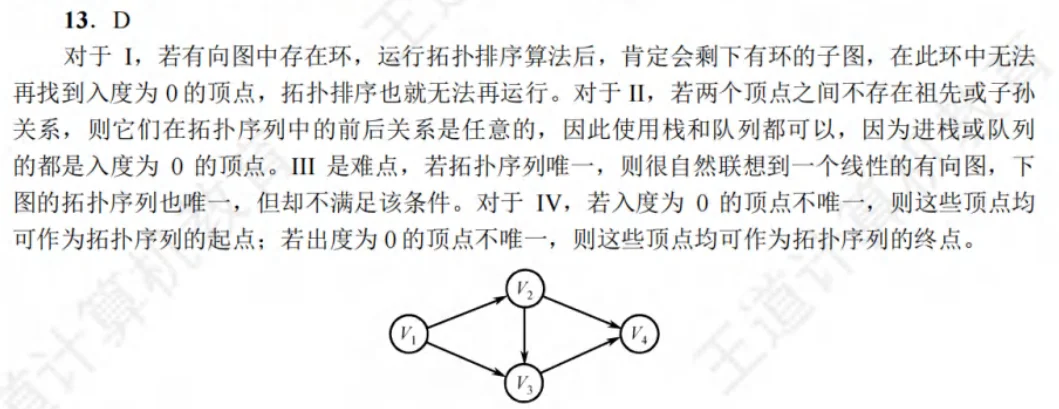 13. D
对于 I，若有向图中存在环，运行拓扑排序算法后，肯定会剩下有环的子图，在此环中无法
再找到入度为 0 的顶点，拓扑排序也就无法再运行。对于 II，若两个顶点之间不存在祖先或子孙
关系，则它们在拓扑序列中的前后关系是任意的，因此使用栈和队列都可以，因为进栈或队列
的都是入度为 0 的顶点。III 是难点，若拓扑序列唯一，则很自然联想到一个线性的有向图，下
图的拓扑序列也唯一，但却不满足该条件。对于 IV，若入度为 0 的顶点不唯一，则这些顶点均
可作为拓扑序列的起点；若出度为 0 的顶点不唯一，则这些顶点均可作为拓扑序列的终点。
V2
V1
V4
V3
王道计算机教育